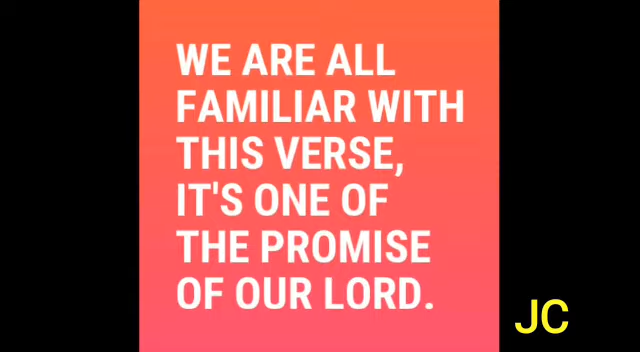 WE ARE ALL
FAMILIAR WITH
THIS VERSE,
IT'S ONE OF
THE PROMISE
OF OUR LORD.
JC